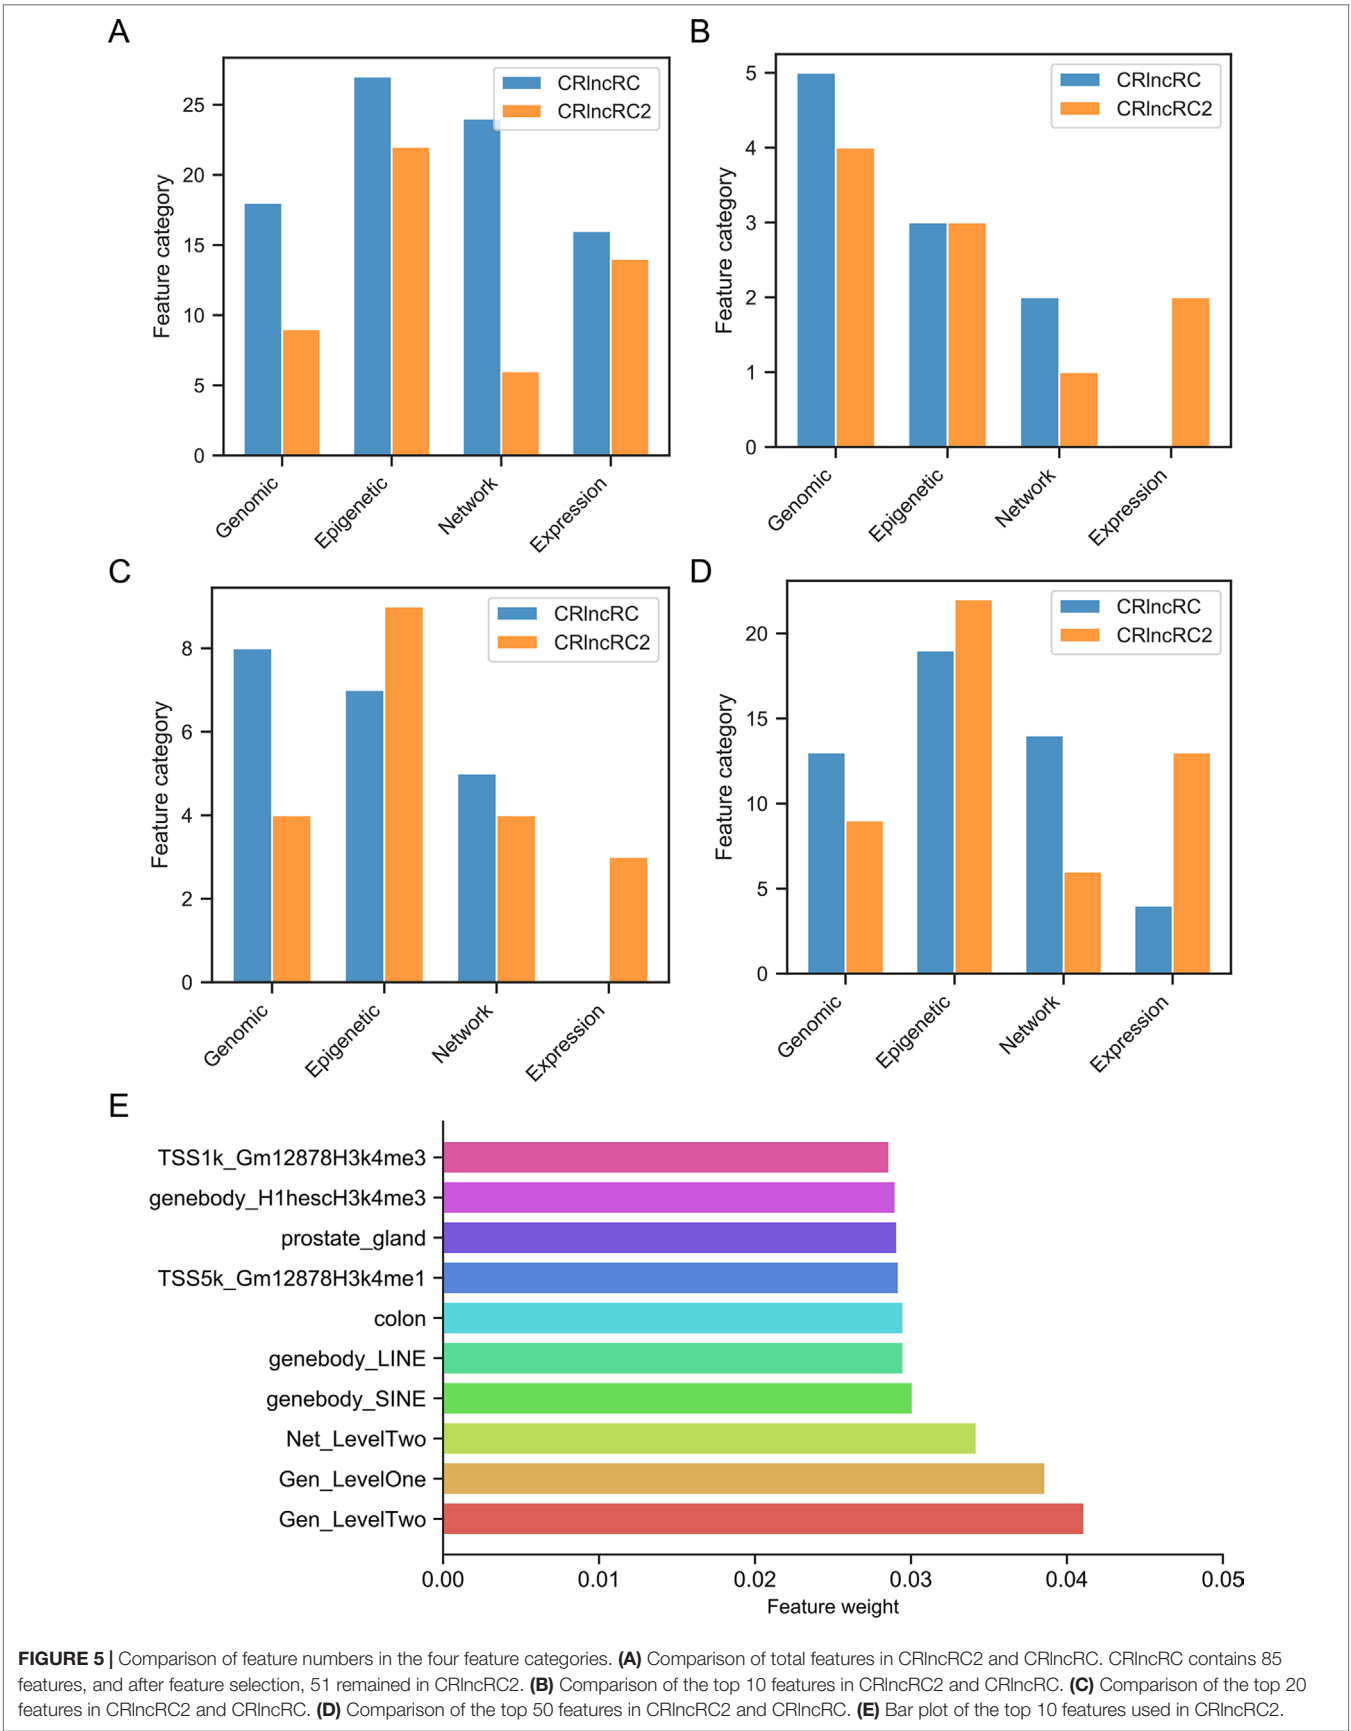 A
25
20
15
10
5
0
Feature category
CRlncRC
CRlncRC2
Genomic
Epigenetic
Network
Expression
B
5
4
3
2
1
0
Feature category
CRlncRC
CRlncRC2
Genomic
Epigenetic
Network
Expression
C
8
6
4
2
0
Feature category
CRlncRC
CRlncRC2
Genomic
Epigenetic
Network
Expression
D
20
15
10
5
0
Feature category
CRlncRC
CRlncRC2
Genomic
Epigenetic
Network
Expression
E
TSS1k_Gm12878H3k4me3
genebody_H1hescH3k4me3
prostate_gland
TSS5k_Gm12878H3k4me1
colon
genebody_LINE
genebody_SINE
Net_LevelTwo
Gen_LevelOne
Gen_LevelTwo
0.00 0.01 0.02 0.03 0.04 0.05
Feature weight
FIGURE 5 | Comparison of feature numbers in the four feature categories. (A) Comparison of total features in CRlncRC2 and CRlncRC. CRlncRC contains 85
features, and after feature selection, 51 remained in CRlncRC2. (B) Comparison of the top 10 features in CRlncRC2 and CRlncRC. (C) Comparison of the top 20
features in CRlncRC2 and CRlncRC. (D) Comparison of the top 50 features in CRlncRC2 and CRlncRC. (E) Bar plot of the top 10 features used in CRlncRC2.